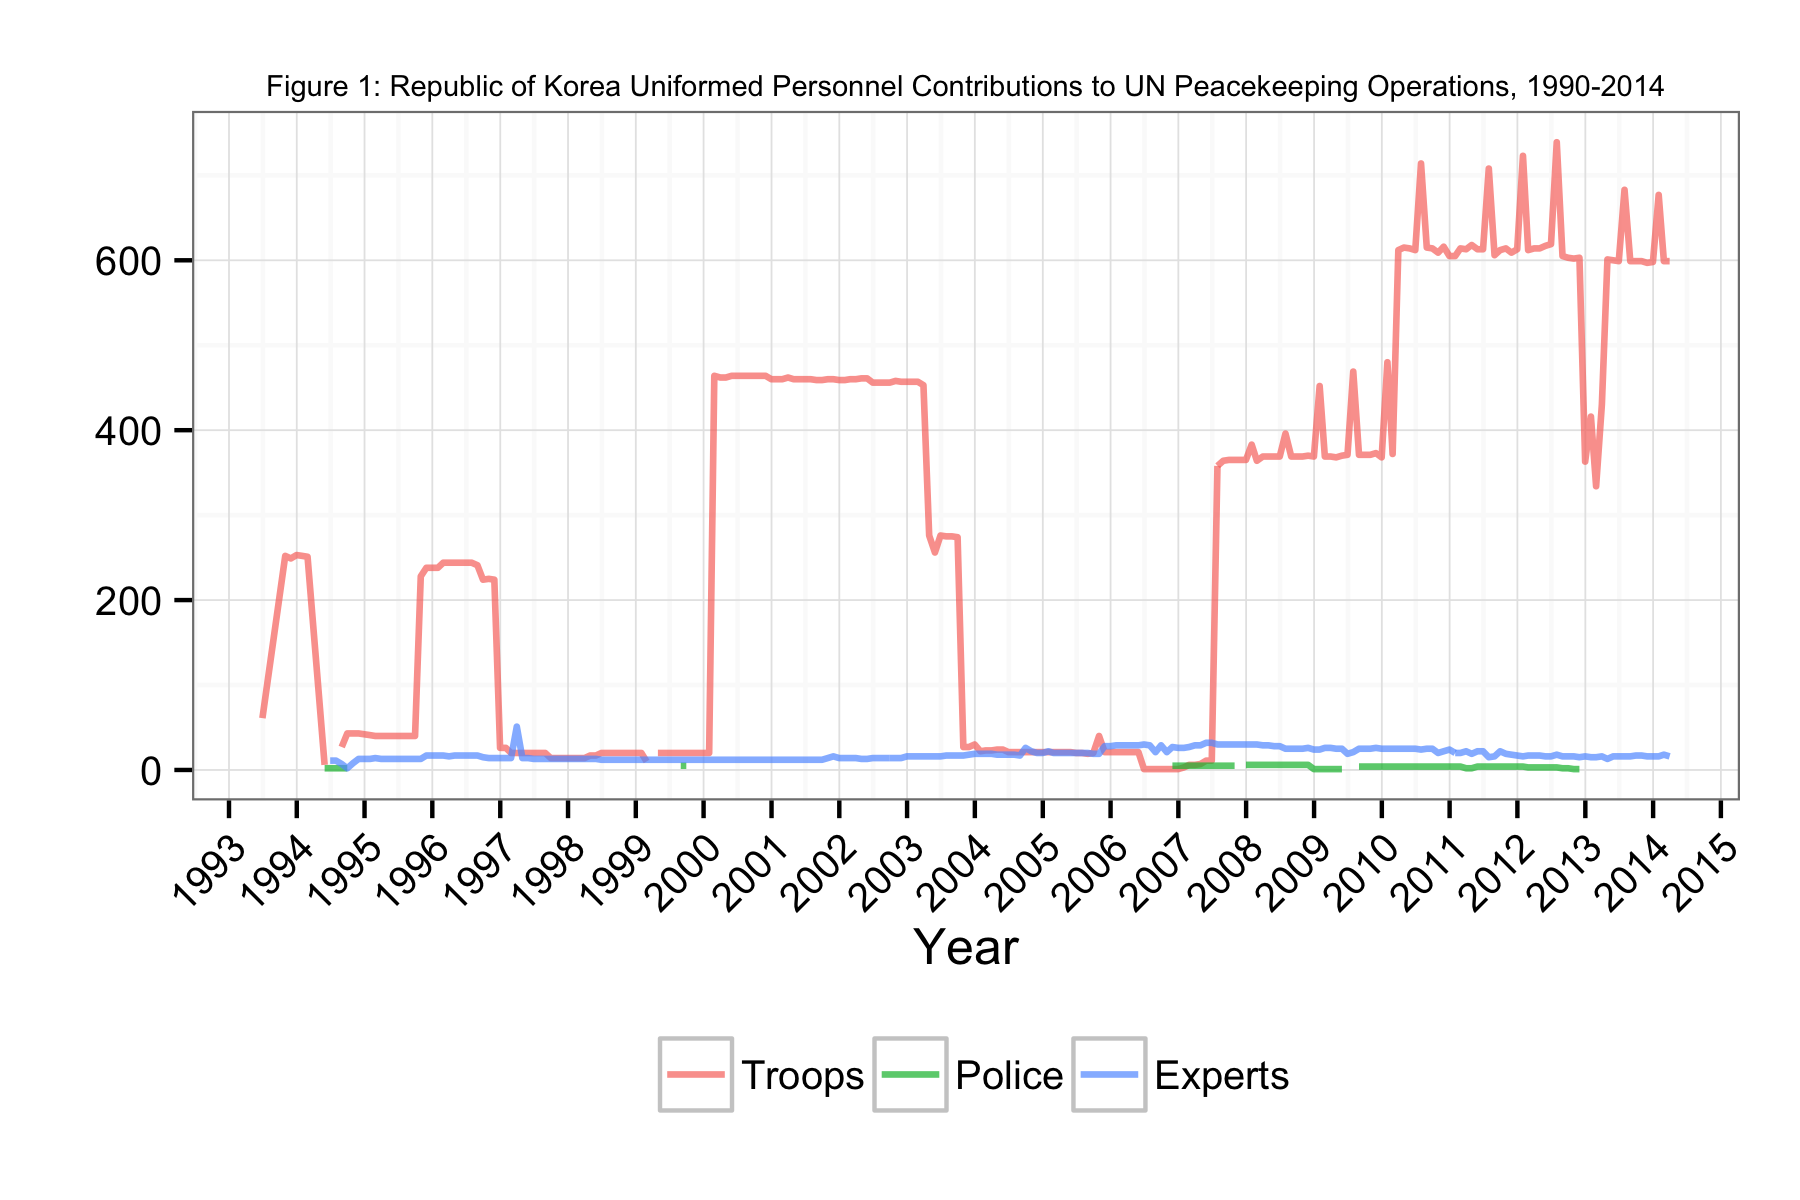 Figure 1: Republic of Korea Uniformed Personnel Contributions to UN Peacekeeping Operations, 1990-2014
600
400
200
0
1993 1994 1995 1996 1997 1998 1999 2000 2001 2002 2003 2004 2005 2006 2007 2008 2009 2010 2011 2012 2013 2014 2015
Year
Troops Police Experts